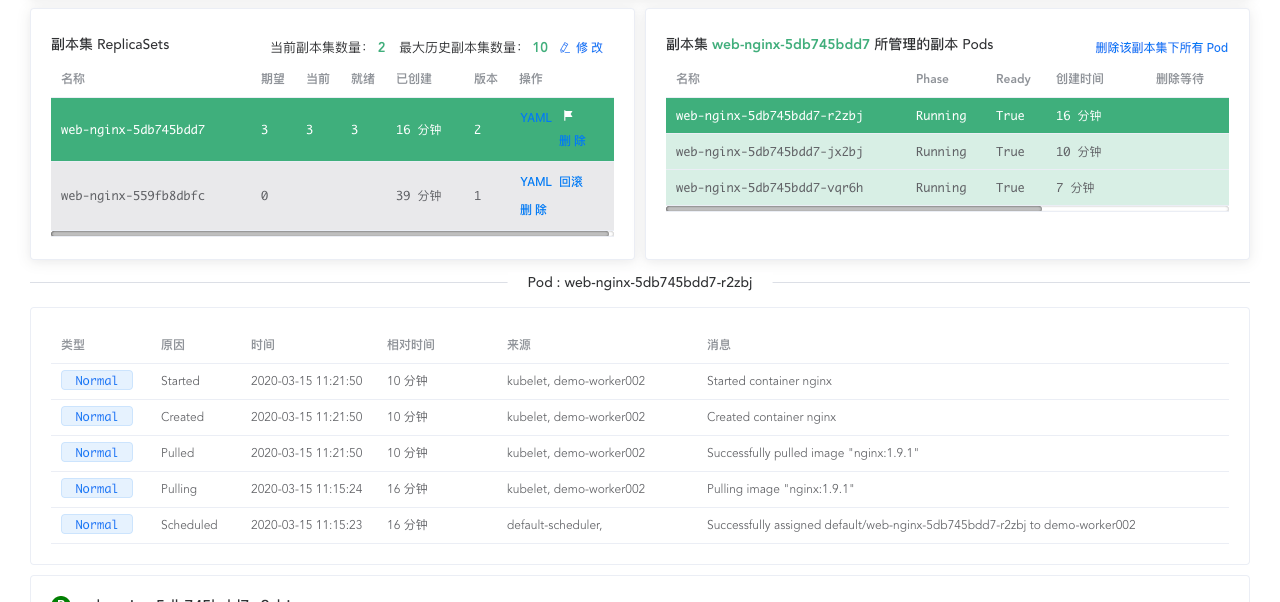 副本集 ReplicaSets 当前副本集数量： 2 最大历史副本集数量： 10 修 改
名称 期望 当前 就绪 已创建 版本 操作
web-nginx-5db745bdd7 3 3 3 16 分钟 2 YAML
删 除
web-nginx-559fb8dbfc 0 39 分钟 1 YAML 回滚
删 除
副本集 web-nginx-5db745bdd7 所管理的副本 Pods 删除该副本集下所有 Pod
名称 Phase Ready 创建时间 删除等待
web-nginx-5db745bdd7-r2zbj Running True 16 分钟
web-nginx-5db745bdd7-jx2bj Running True 10 分钟
web-nginx-5db745bdd7-vqr6h Running True 7 分钟
Pod : web-nginx-5db745bdd7-r2zbj
类型 原因 时间 相对时间 来源 消息
Normal Started 2020-03-15 11:21:50 10 分钟 kubelet, demo-worker002 Started container nginx
Normal Created 2020-03-15 11:21:50 10 分钟 kubelet, demo-worker002 Created container nginx
Normal Pulled 2020-03-15 11:21:50 10 分钟 kubelet, demo-worker002 Successfully pulled image "nginx:1.9.1"
Normal Pulling 2020-03-15 11:15:24 16 分钟 kubelet, demo-worker002 Pulling image "nginx:1.9.1"
Normal Scheduled 2020-03-15 11:15:23 16 分钟 default-scheduler, Successfully assigned default/web-nginx-5db745bdd7-r2zbj to demo-worker002